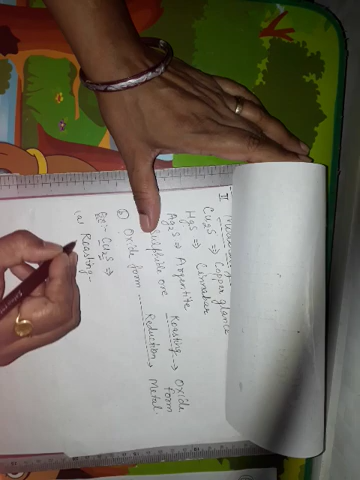 II
Cu₂S ⇒ Copper glance
HgS ⇒ Cinnabar
Ag₂S ⇒ Argentite
Sulphide ore Roasting → Oxide form
② Oxide form Reduction → Metal.
Cu₂S ⇒
(a) Roasting-